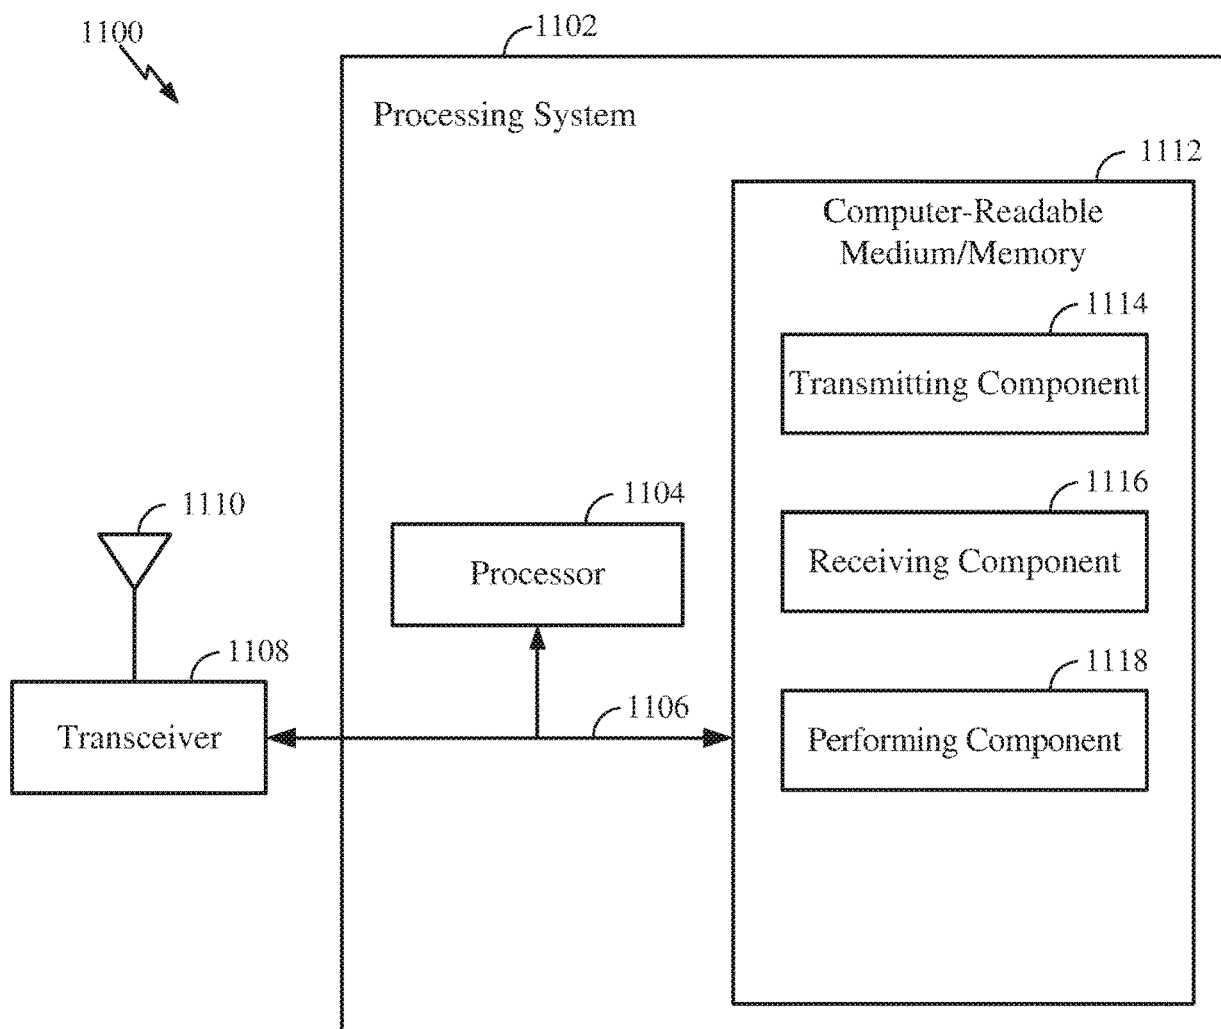 1100
1102
Processing System
1112
Computer-Readable
Medium/Memory
1114
Transmitting Component
1104
1116
1110
Processor
Receiving Component
1108
1106
1118
Transceiver
Performing Component